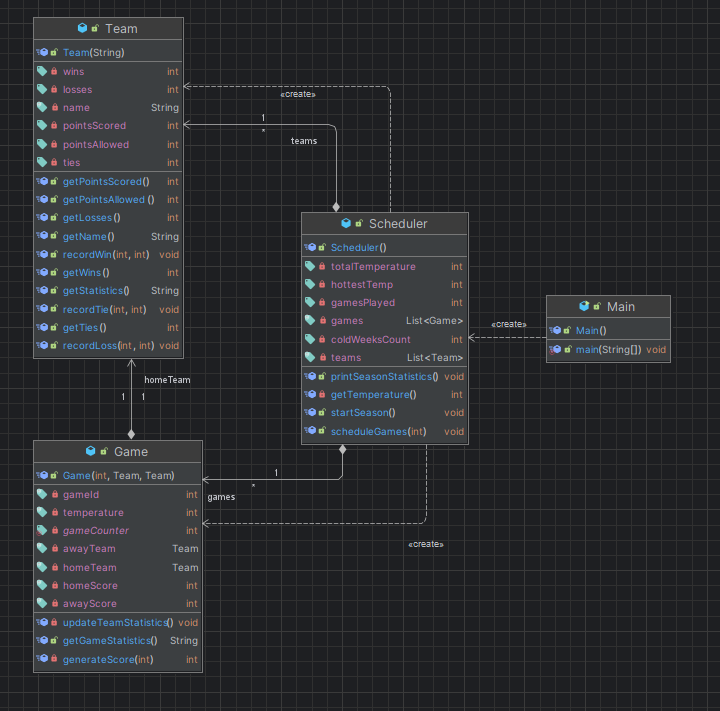 Team
Team(String)
wins int
losses int
name String
pointsScored int
pointsAllowed int
ties int
getPointsScored() int
getPointsAllowed () int
getLosses() int
getName() String
recordWin(int, int) void
getWins() int
getStatistics() String
recordTie(int, int) void
getTies() int
recordLoss(int, int) void
«create»
1
*
teams
Scheduler
Scheduler()
totalTemperature int
hottestTemp int
gamesPlayed int
games List<Game>
coldWeeksCount int
teams List<Team>
printSeasonStatistics() void
getTemperature() int
startSeason() void
scheduleGames(int) void
«create»
Main
Main()
main(String[]) void
homeTeam
1 1
Game
Game(int, Team, Team)
gameId int
temperature int
gameCounter int
awayTeam Team
homeTeam Team
homeScore int
awayScore int
updateTeamStatistics() void
getGameStatistics() String
generateScore(int) int
1
*
games
«create»